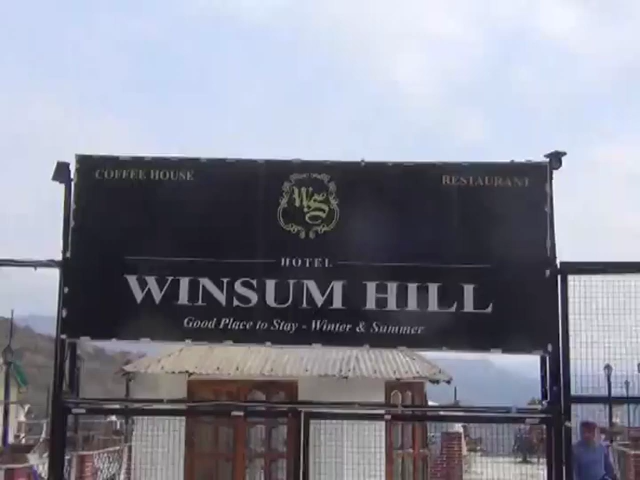 COFFEE HOUSE
RESTAURANT
WS
HOTEL
WINSUM HILL
Good Place to Stay - Winter & Summer